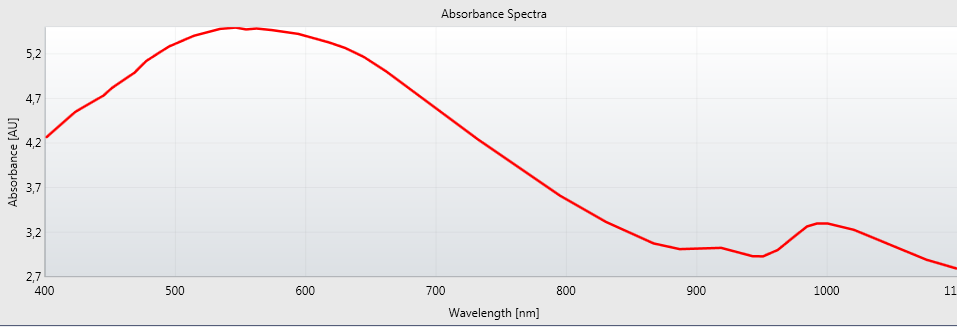 Absorbance Spectra
5,2
4,7
4,2
3,7
3,2
2,7
Absorbance [AU]
400 500 600 700 800 900 1000 11
Wavelength [nm]